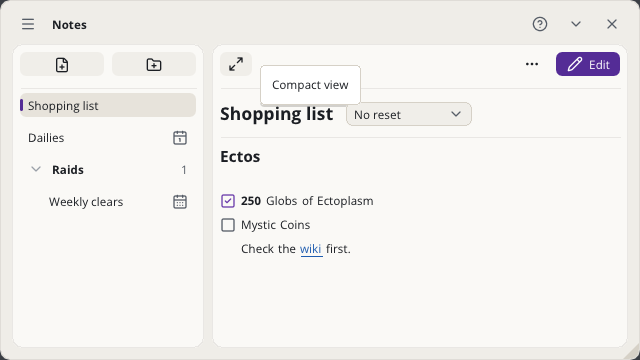 Notes
Edit
Compact view
Shopping list
Dailies
Raids 1
Weekly clears
Shopping list No reset
Ectos
250 Globs of Ectoplasm
Mystic Coins
Check the wiki first.